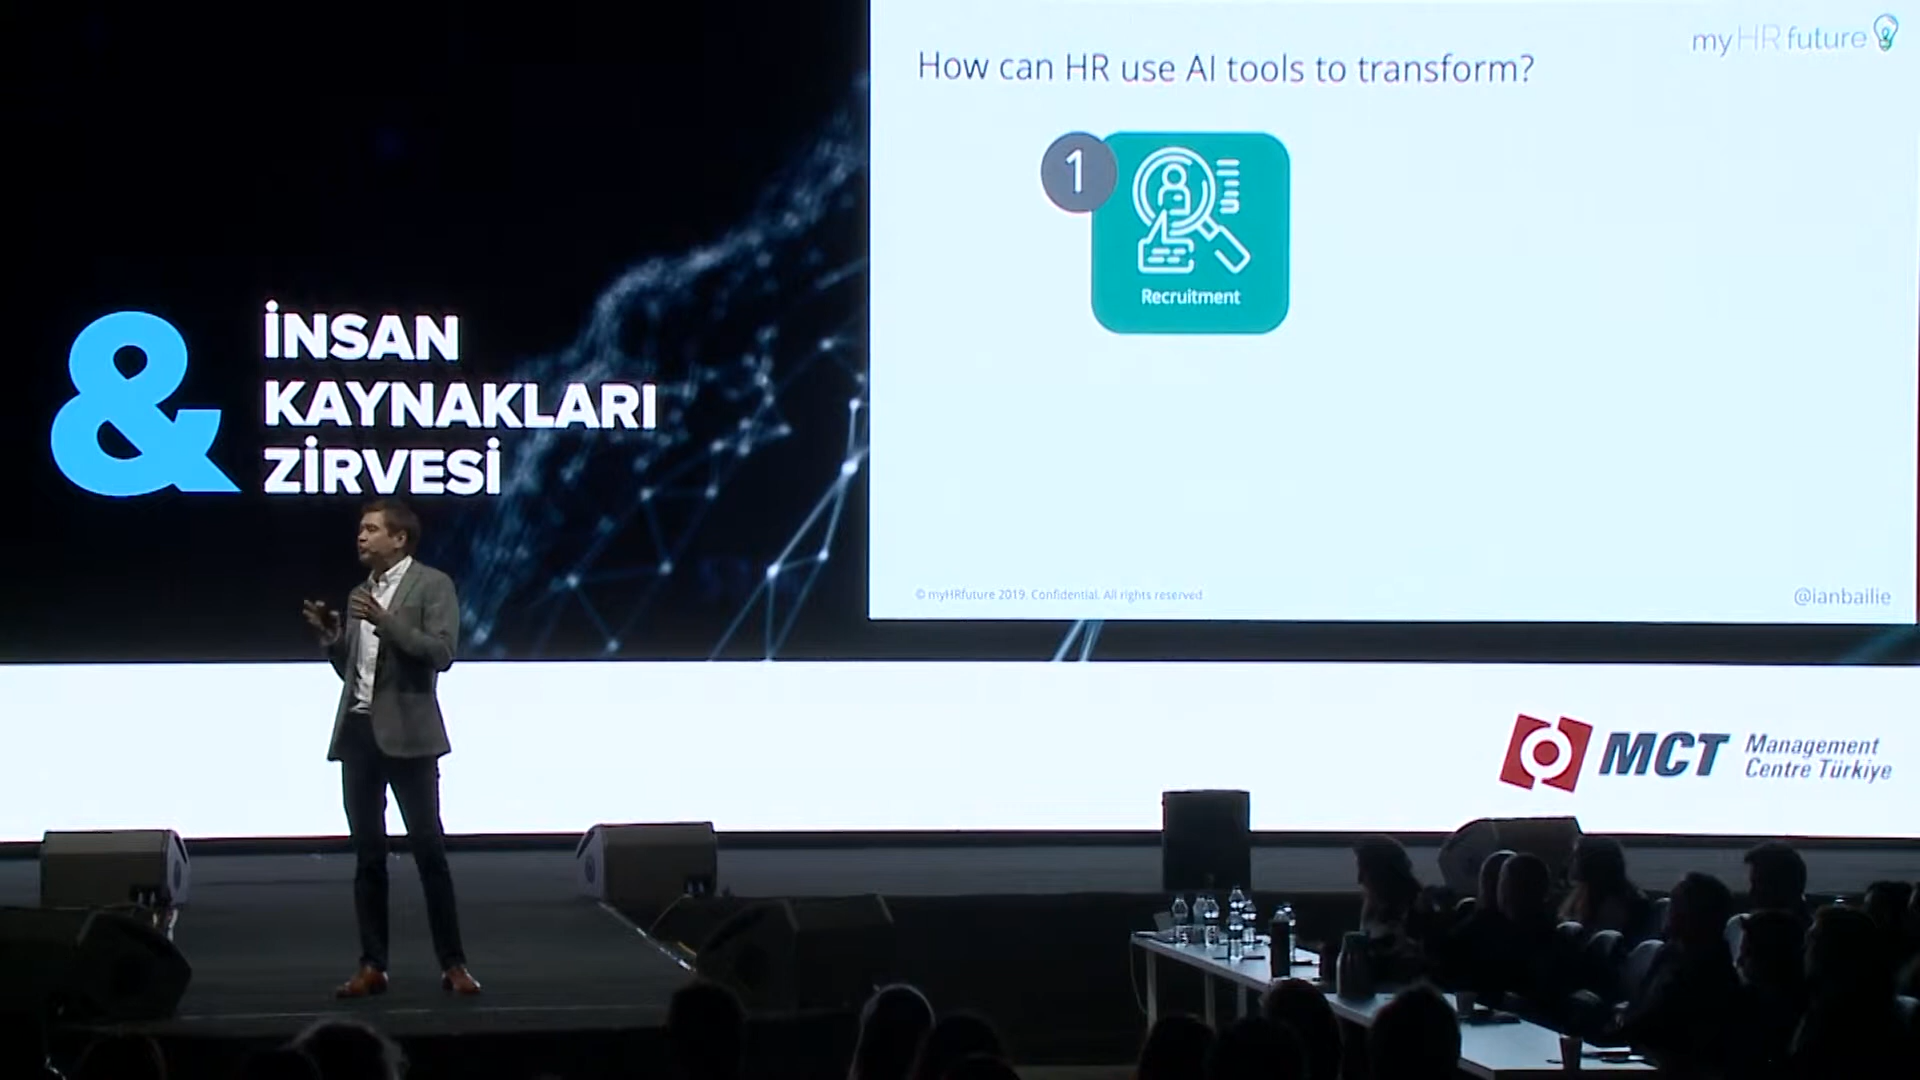 &
İNSAN
KAYNAKLARI
ZİRVESİ
myHRfuture
How can HR use AI tools to transform?
1
Recruitment
© myHRfuture 2019. Confidential. All rights reserved
@ianbailie
MCT
Management
Centre Türkiye